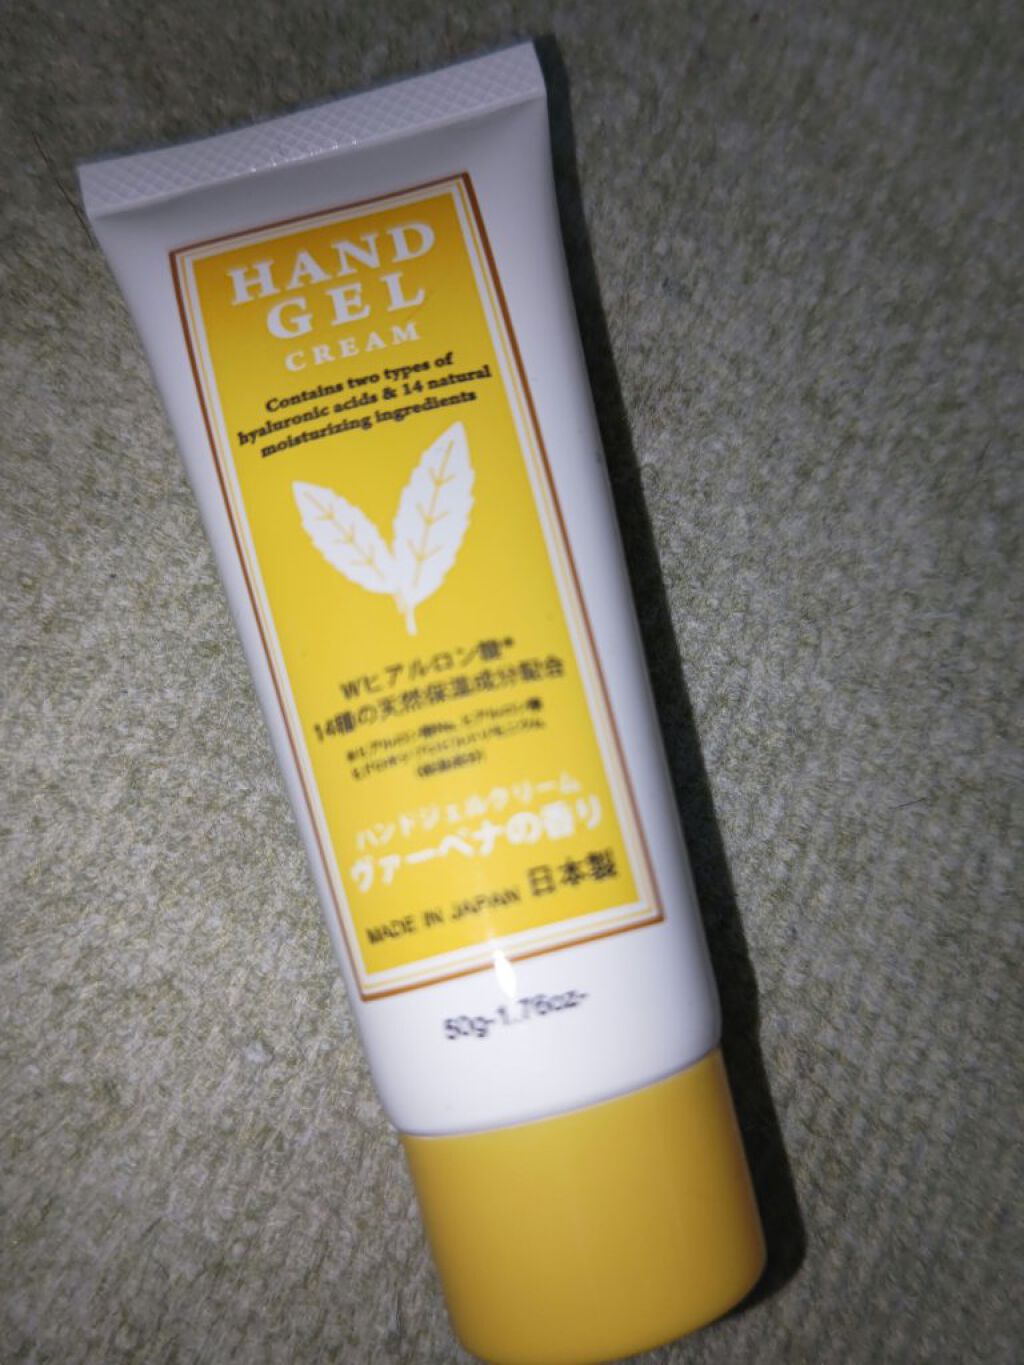 HAND
GEL
CREAM
Contains two types of
hyaluronic acids & 14 natural
moisturizing ingredients
Wヒアルロン酸*
14種の天然保湿成分配合
ハンドジェルクリーム
ヴァーベナの香り
MADE IN JAPAN 日本製
50g-1.76oz-